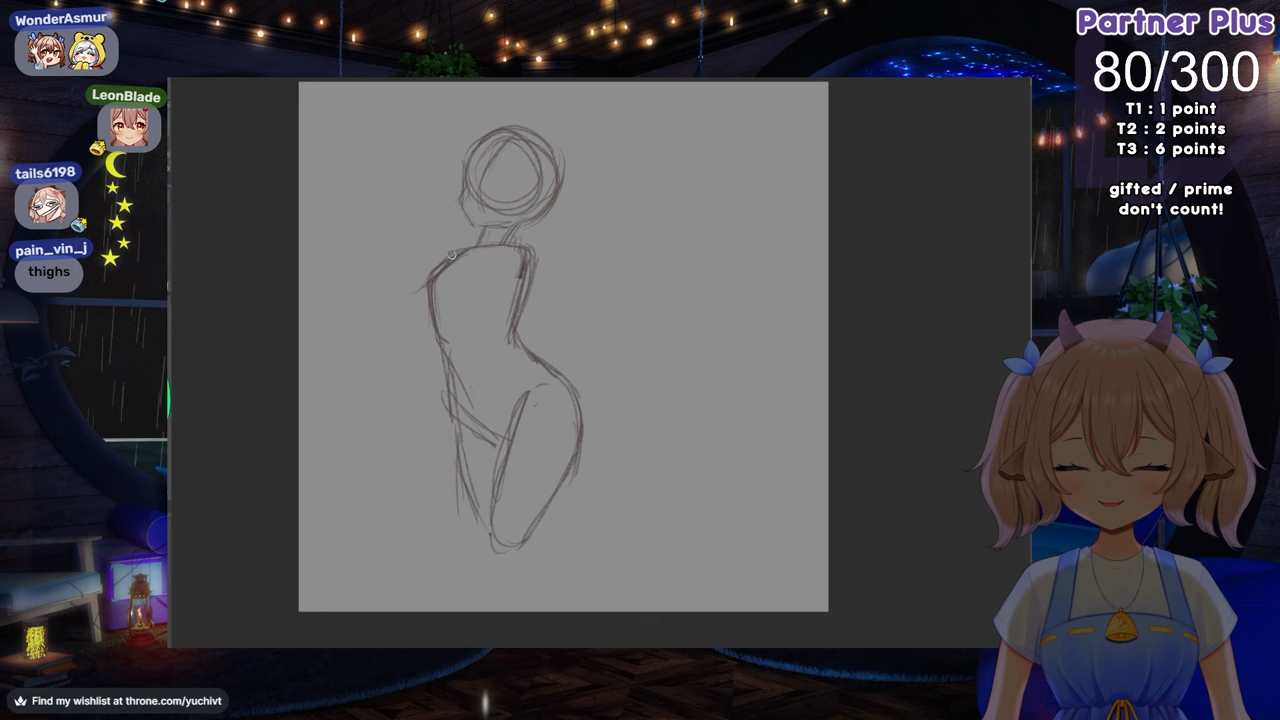 WonderAsmur
LeonBlade
tails6198
pain_vin_j
thighs
Partner Plus
80/300
T1 : 1 point
T2 : 2 points
T3 : 6 points
gifted / prime
don't count!
Find my wishlist at throne.com/yuchivt